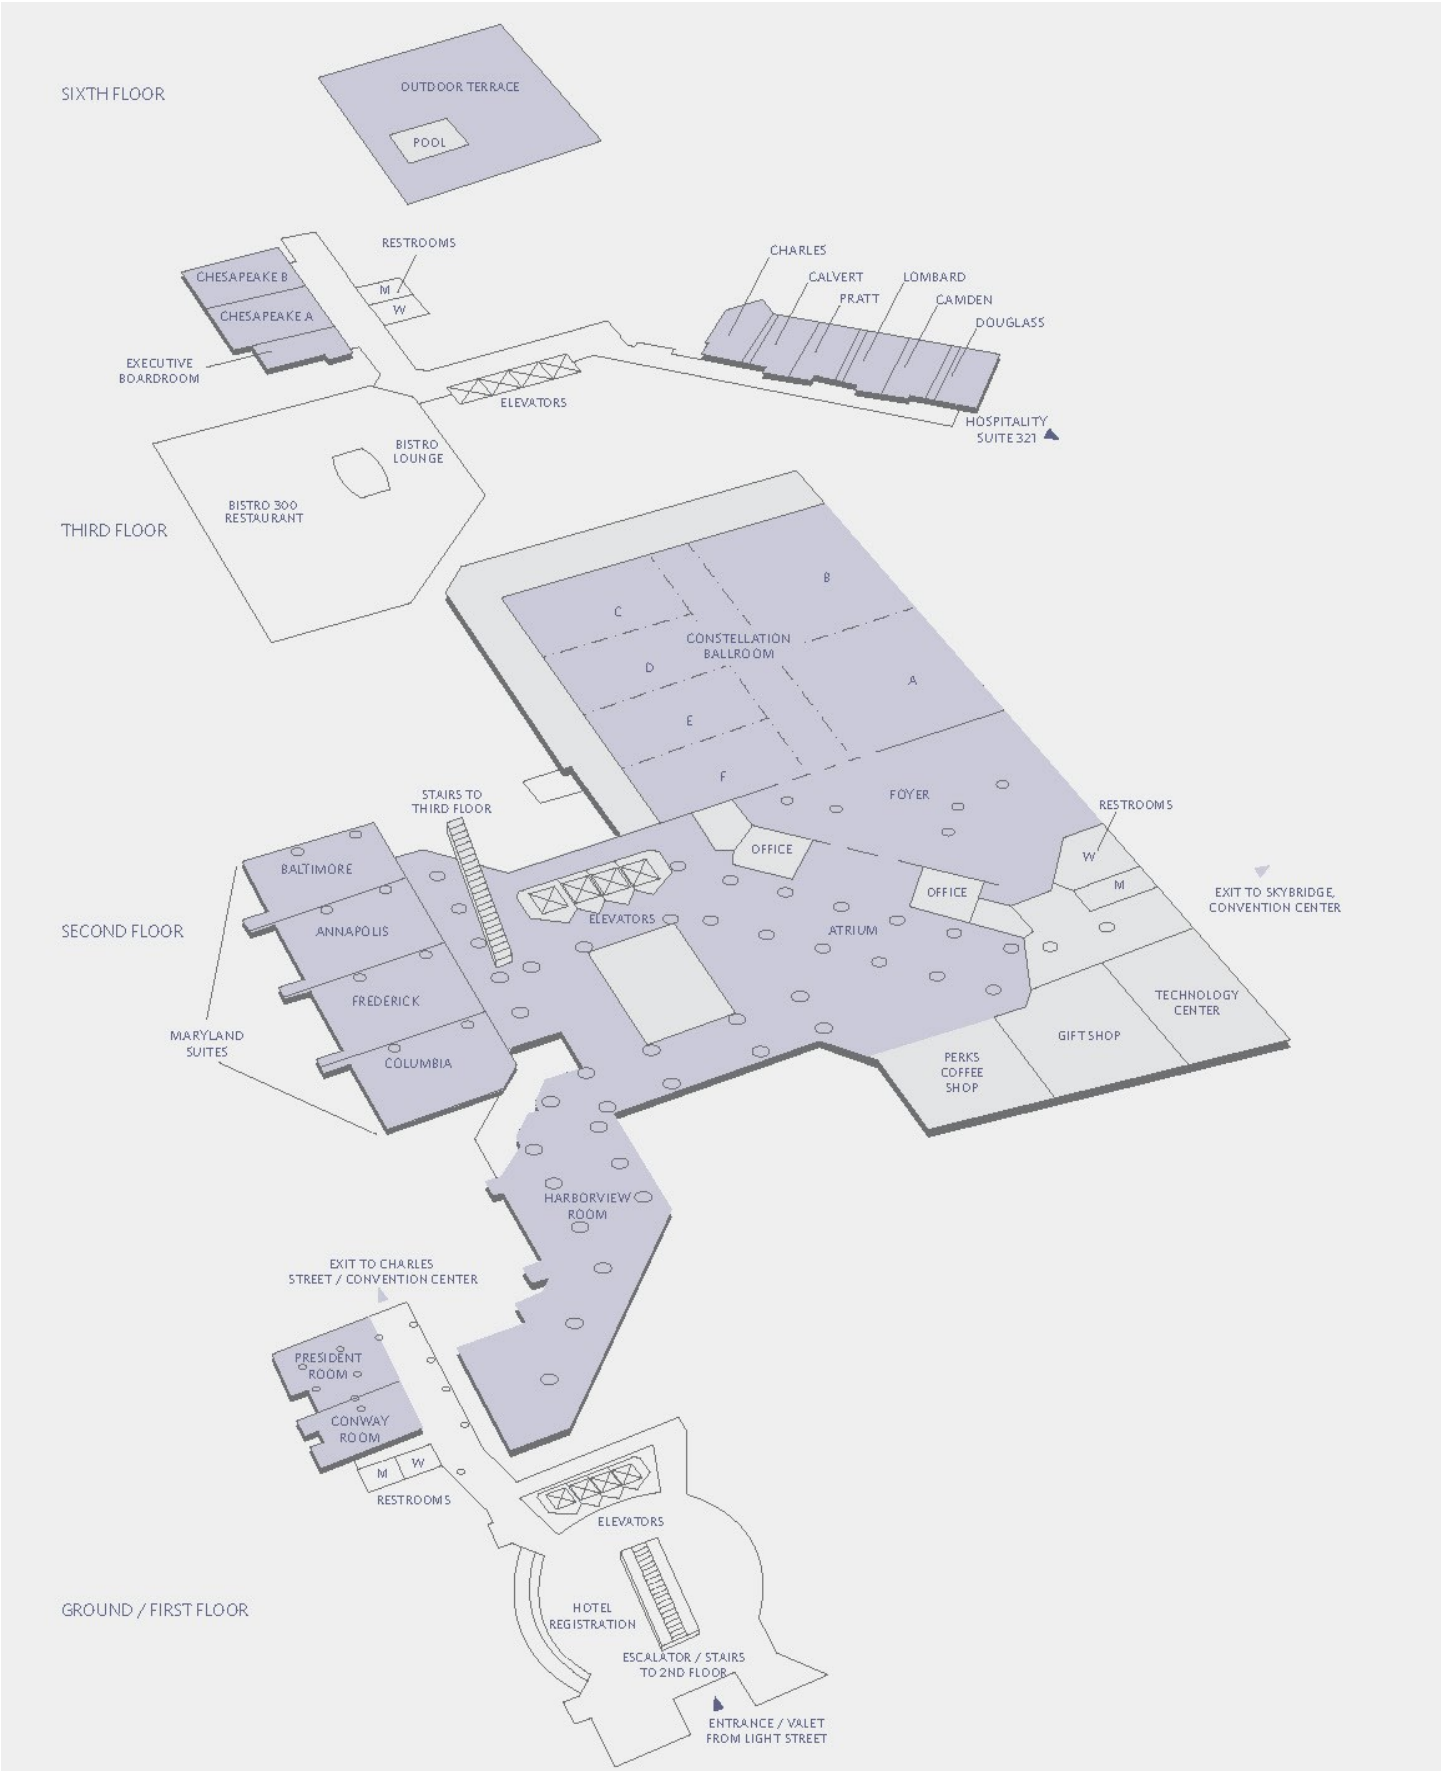 SIXTH FLOOR
OUTDOOR TERRACE
POOL
RESTROOMS
M
W
CHESAPEAKE B
CHESAPEAKE A
EXECUTIVE
BOARDROOM
ELEVATORS
CHARLES
CALVERT
LOMBARD
PRATT
CAMDEN
DOUGLASS
HOSPITALITY
SUITE 321
BISTRO
LOUNGE
BISTRO 300
RESTAURANT
THIRD FLOOR
B
C
CONSTELLATION
BALLROOM
D
A
E
F
FOYER
STAIRS TO
THIRD FLOOR
RESTROOMS
W
M
OFFICE
OFFICE
EXIT TO SKYBRIDGE,
CONVENTION CENTER
BALTIMORE
ANNAPOLIS
FREDERICK
COLUMBIA
ELEVATORS
ATRIUM
SECOND FLOOR
MARYLAND
SUITES
TECHNOLOGY
CENTER
GIFT SHOP
PERKS
COFFEE
SHOP
HARBORVIEW
ROOM
EXIT TO CHARLES
STREET / CONVENTION CENTER
PRESIDENT
ROOM
CONWAY
ROOM
M
W
RESTROOMS
ELEVATORS
GROUND / FIRST FLOOR
HOTEL
REGISTRATION
ESCALATOR / STAIRS
TO 2ND FLOOR
ENTRANCE / VALET
FROM LIGHT STREET